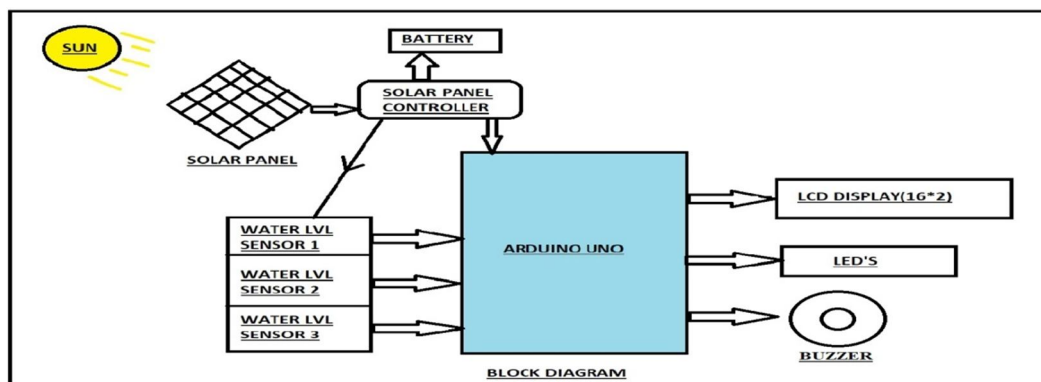 SUN
BATTERY
SOLAR PANEL
CONTROLLER
SOLAR PANEL
WATER LVL
SENSOR 1
WATER LVL
SENSOR 2
WATER LVL
SENSOR 3
ARDUINO UNO
LCD DISPLAY(16*2)
LED'S
BUZZER
BLOCK DIAGRAM